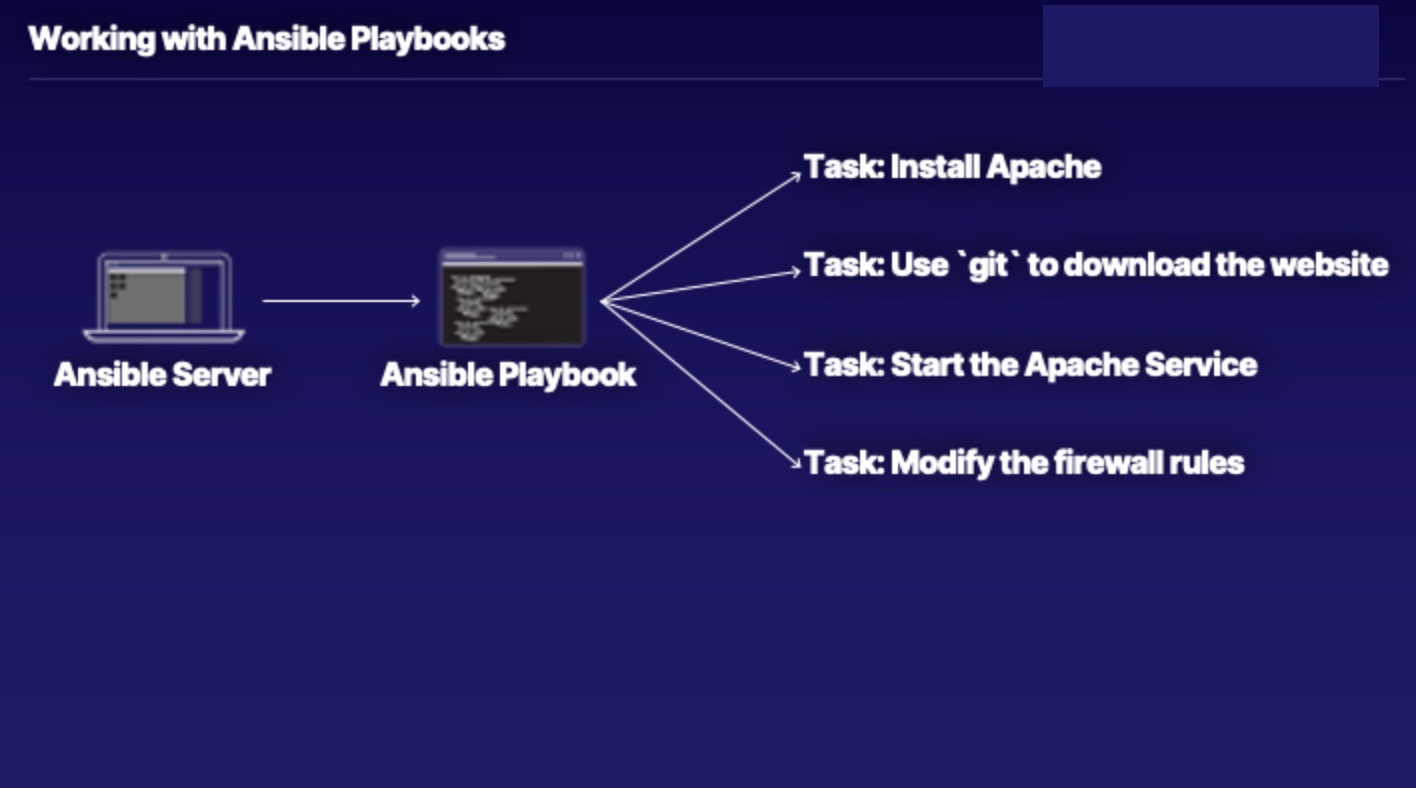 Working with Ansible Playbooks
Task: Install Apache
Task: Use `git` to download the website
Ansible Server
Ansible Playbook
Task: Start the Apache Service
Task: Modify the firewall rules